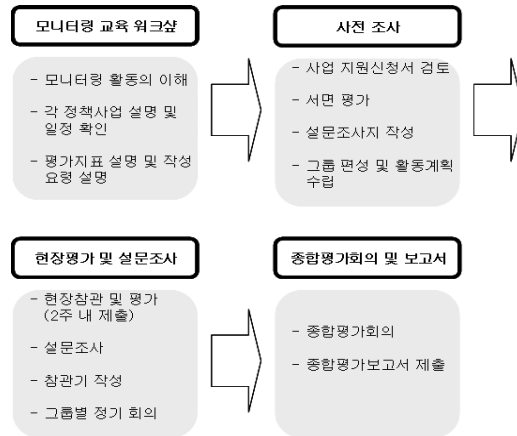 모니터링 교육 워크샾
- 모니터링 활동의 이해
- 각 정책사업 설명 및
일정 확인
- 평가지표 설명 및 작성
요령 설명
사전 조사
- 사업 지원신청서 검토
- 서면 평가
- 설문조사지 작성
- 그룹 편성 및 활동계획
수립
현장평가 및 설문조사
- 현장참관 및 평가
(2주 내 제출)
- 설문조사
- 참관기 작성
- 그룹별 정기 회의
종합평가회의 및 보고서
- 종합평가회의
- 종합평가보고서 제출